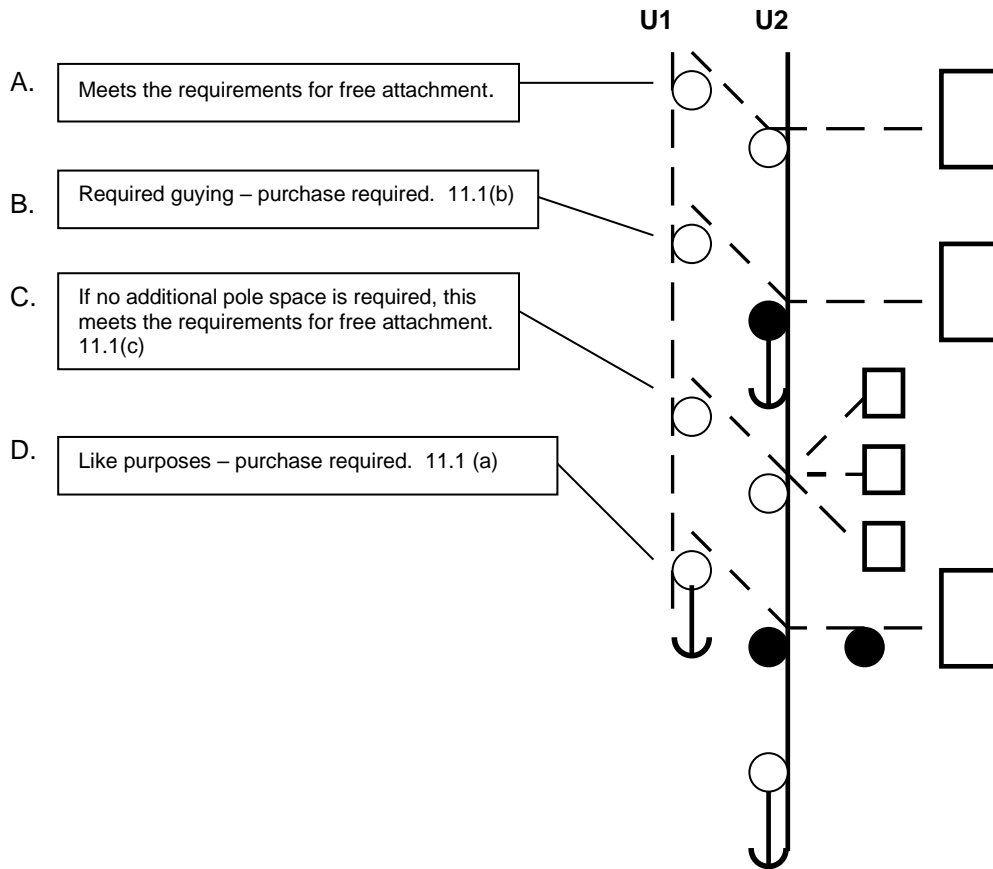 U1 U2
A. Meets the requirements for free attachment.
B. Required guying – purchase required. 11.1(b)
C. If no additional pole space is required, this
meets the requirements for free attachment.
11.1(c)
D. Like purposes – purchase required. 11.1 (a)